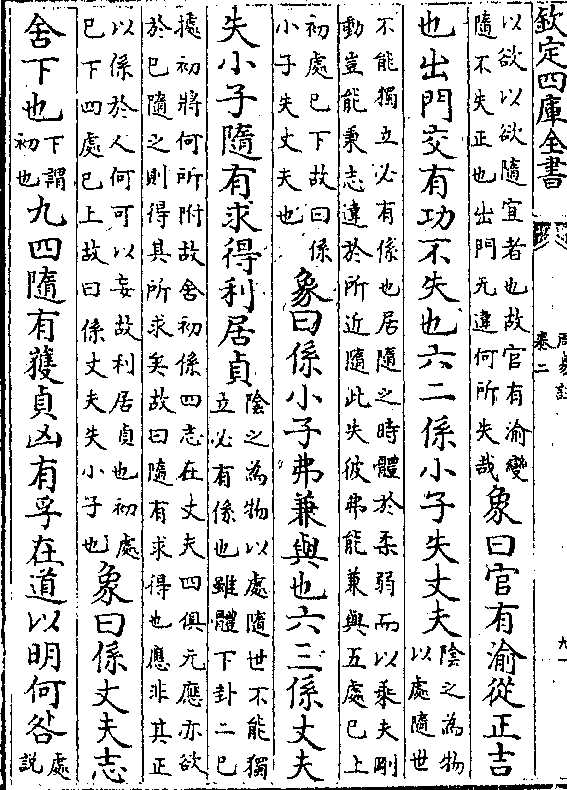 欽定四庫全書
周易註
卷二
九
以欲以欲隨宜者也故官有渝變
隨不失正也出門无違何所失哉
象曰官有渝從正吉
也出門交有功不失也六二係小子失丈夫
陰之為物
以處隨世
不能獨立必有係也居隨之時體於柔弱而以乗夫剛
動豈能秉志違於所近隨此失彼弗能兼與五處已上
初處已下故曰係
小子失丈夫也
象曰係小子弗兼與也六三係丈夫
失小子隨有求得利居貞
陰之為物以處隨世不能獨
立必有係也雖體下卦二已
據初將何所附故舍初係四志在丈夫四俱无應亦欲
於已隨之則得其所求矣故曰隨有求得也應非其正
以係於人何可以妄故利居貞也初處
已下四處已上故曰係丈夫失小子也
象曰係丈夫志
舍下也
下謂
初也
九四隨有獲貞凶有孚在道以明何咎
處
説